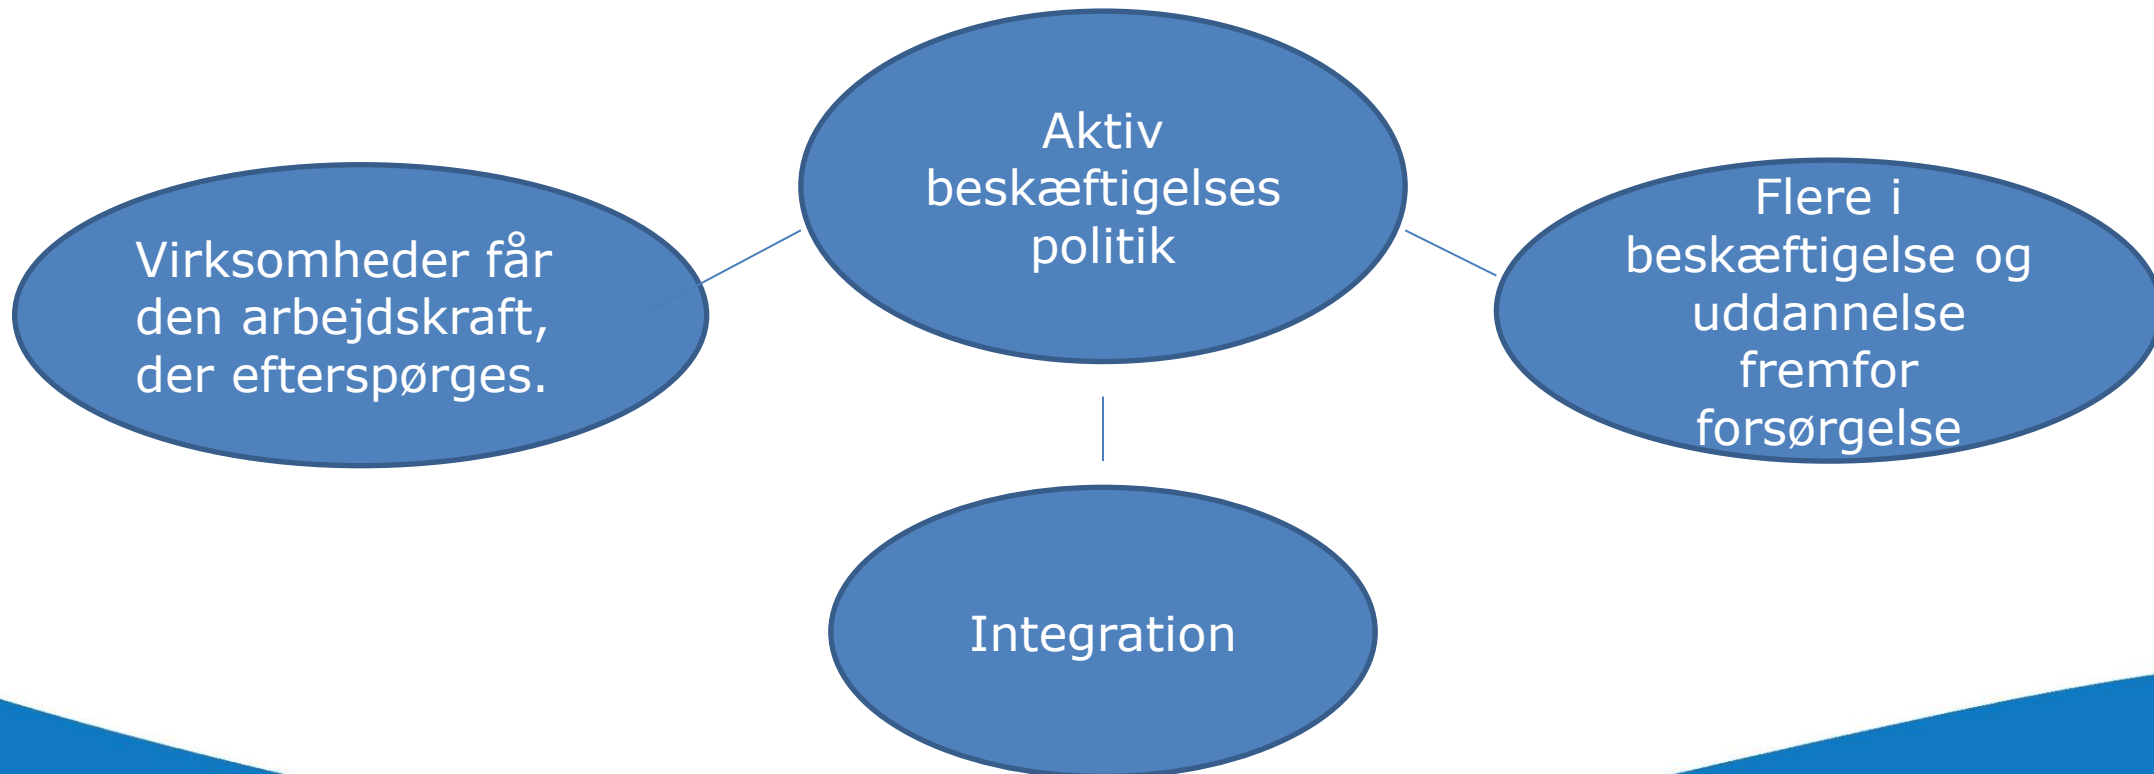 Aktiv
beskæftigelses
politik
Virksomheder får
den arbejdskraft,
der efterspørges.
Flere i
beskæftigelse og
uddannelse
fremfor
forsørgelse
Integration